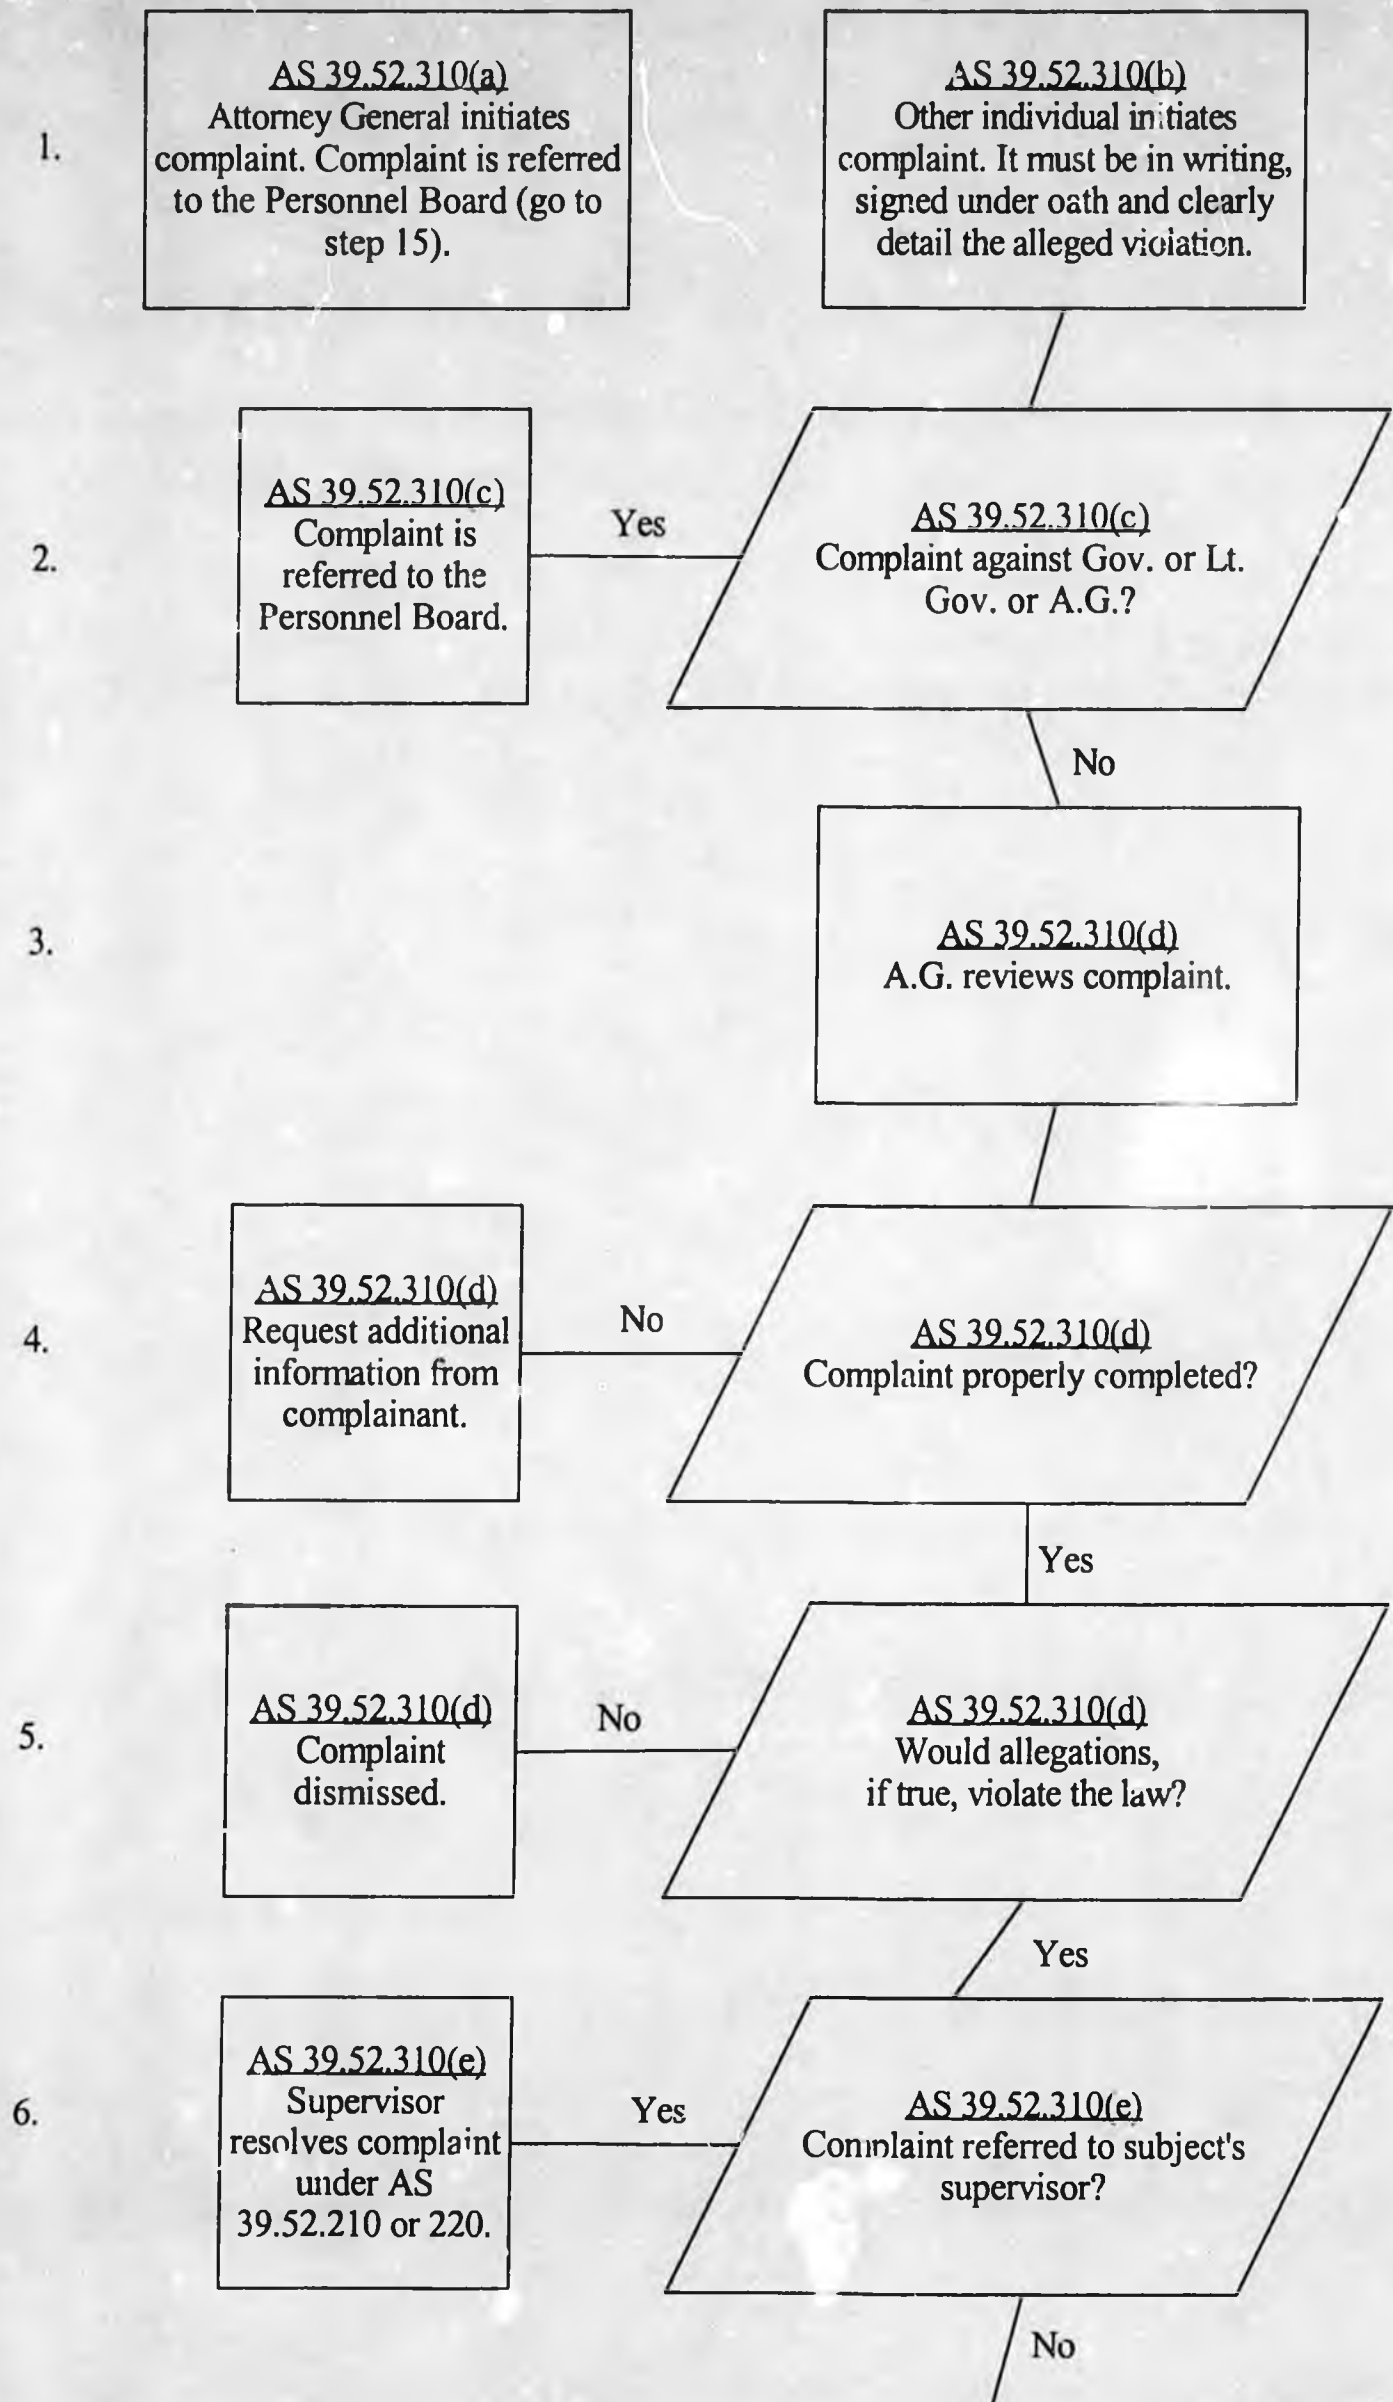 1.
AS 39.52.310(a)
Attorney General initiates
complaint. Complaint is referred
to the Personnel Board (go to
step 15).
AS 39.52.310(b)
Other individual initiates
complaint. It must be in writing,
signed under oath and clearly
detail the alleged violation.
2.
AS 39.52.310(c)
Complaint is
referred to the
Personnel Board.
Yes
AS 39.52.310(c)
Complaint against Gov. or Lt.
Gov. or A.G.?
No
3.
AS 39.52.310(d)
A.G. reviews complaint.
4.
AS 39.52.310(d)
Request additional
information from
complainant.
No
AS 39.52.310(d)
Complaint properly completed?
Yes
5.
AS 39.52.310(d)
Complaint
dismissed.
No
AS 39.52.310(d)
Would allegations,
if true, violate the law?
Yes
6.
AS 39.52.310(e)
Supervisor
resolves complaint
under AS
39.52.210 or 220.
Yes
AS 39.52.310(e)
Complaint referred to subject's
supervisor?
No